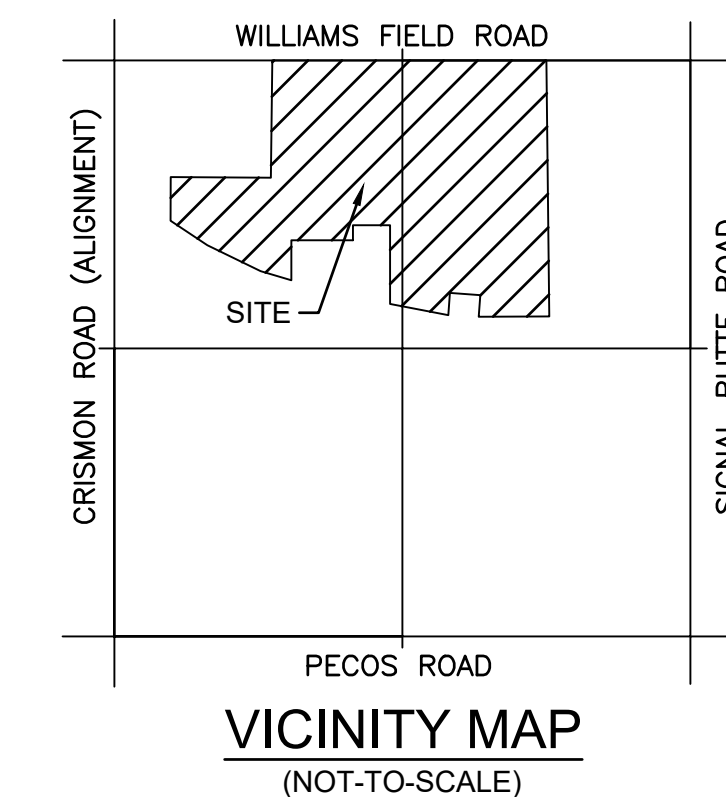 WILLIAMS FIELD ROAD
CRISMON ROAD (ALIGNMENT)
SITE
SIGNAL BUTTE ROAD
PECOS ROAD
VICINITY MAP
(NOT-TO-SCALE)